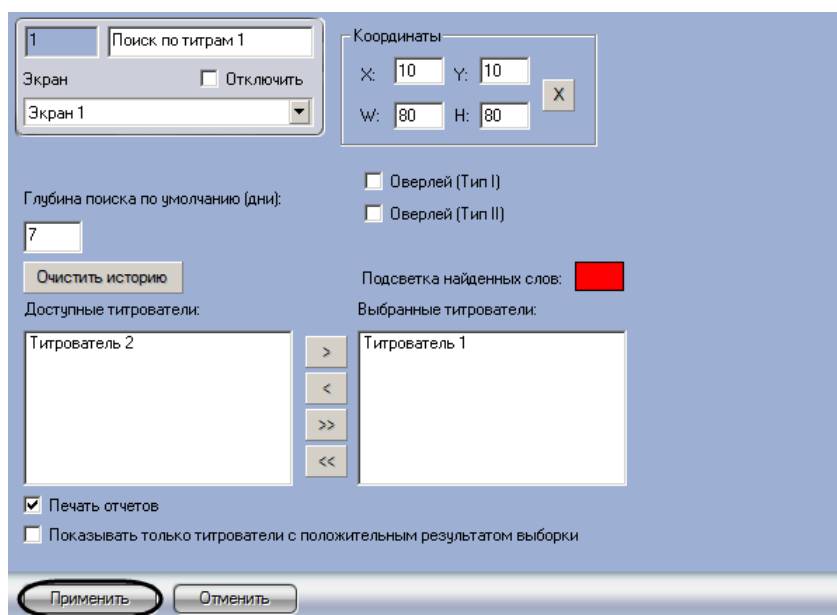 1 Поиск по титрам 1
Экран Отключить
Экран 1
Координаты
X: 10 Y: 10
X
W: 80 H: 80
Оверлей (Тип I)
Оверлей (Тип II)
Глубина поиска по умолчанию (дни):
7
Очистить историю
Подсветка найденных слов:
Доступные титрователи: Выбранные титрователи:
Титрователь 2 Титрователь 1
>
<
>>
<<
Печать отчетов
Показывать только титрователи с положительным результатом выборки
Применить Отменить